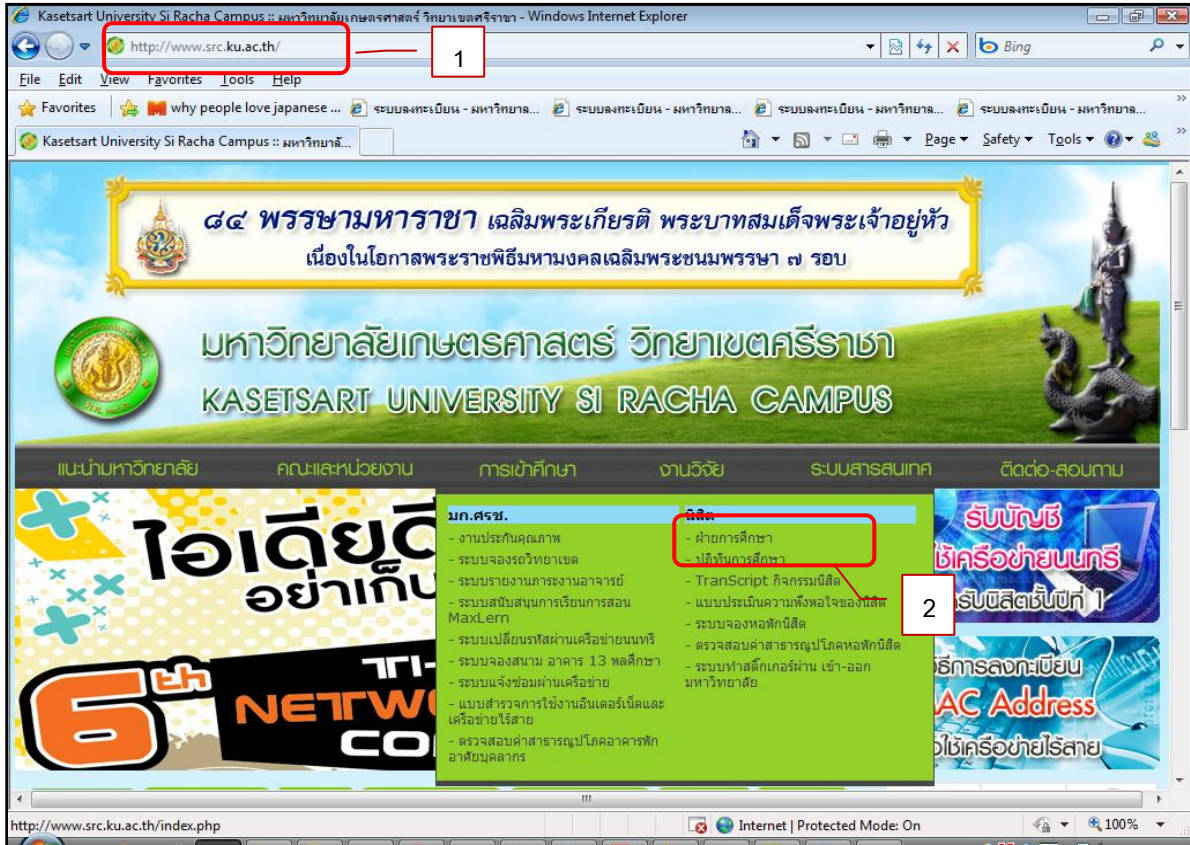 Kasetsart University Si Racha Campus :: มหาวิทยาลัยเกษตรศาสตร์ วิทยาเขตศรีราชา - Windows Internet Explorer
http://www.src.ku.ac.th/
Bing
1
File Edit View Favorites Tools Help
Favorites
why people love japanese ...
ระบบลงทะเบียน - มหาวิทยาล...
ระบบลงทะเบียน - มหาวิทยาล...
ระบบลงทะเบียน - มหาวิทยาล...
ระบบลงทะเบียน - มหาวิทยาล...
Kasetsart University Si Racha Campus :: มหาวิทยาลั...
Page Safety Tools
๘๔ พรรษามหาราชา เฉลิมพระเกียรติ พระบาทสมเด็จพระเจ้าอยู่หัว
เนื่องในโอกาสพระราชพิธีมหามงคลเฉลิมพระชนมพรรษา ๗ รอบ
มหาวิทยาลัยเกษตรศาสตร์ วิทยาเขตศรีราชา
KASETSART UNIVERSITY SI RACHA CAMPUS
แนะนำมหาวิทยาลัย คณะและหน่วยงาน การเข้าศึกษา งานวิจัย ระบบสารสนเทศ ติดต่อ-สอบถาม
มก.ศรช.
- งานประกันคุณภาพ
- ระบบจองรถวิทยาเขต
- ระบบรายงานภาระงานอาจารย์
- ระบบสนับสนุนการเรียนการสอน
MaxLern
- ระบบเปลี่ยนรหัสผ่านเครือข่ายนนทรี
- ระบบจองสนาม อาคาร 13 พลศึกษา
- ระบบแจ้งซ่อมผ่านเครือข่าย
- แบบสำรวจการใช้งานอินเตอร์เน็ตและ
เครือข่ายไร้สาย
- ตรวจสอบค่าสาธารณูปโภคอาคารพัก
อาศัยบุคลากร
นิสิต
- ฝ่ายการศึกษา
- ปฏิทินการศึกษา
- TranScript กิจกรรมนิสิต
- แบบประเมินความพึงพอใจของนิสิต
- ระบบจองหอพักนิสิต
- ตรวจสอบค่าสาธารณูปโภคหอพักนิสิต
- ระบบทำสติ๊กเกอร์ผ่าน เข้า-ออก
มหาวิทยาลัย
2
ไอเดียดี
อย่าเก็บ
6th
NETW
CO
รับบัญชี
ใช้เครือข่ายนนทรี
รับนิสิตชั้นปีที่ 1
วิธีการลงทะเบียน
MAC Address
ใช้เครือข่ายไร้สาย
http://www.src.ku.ac.th/index.php
Internet | Protected Mode: On
100%